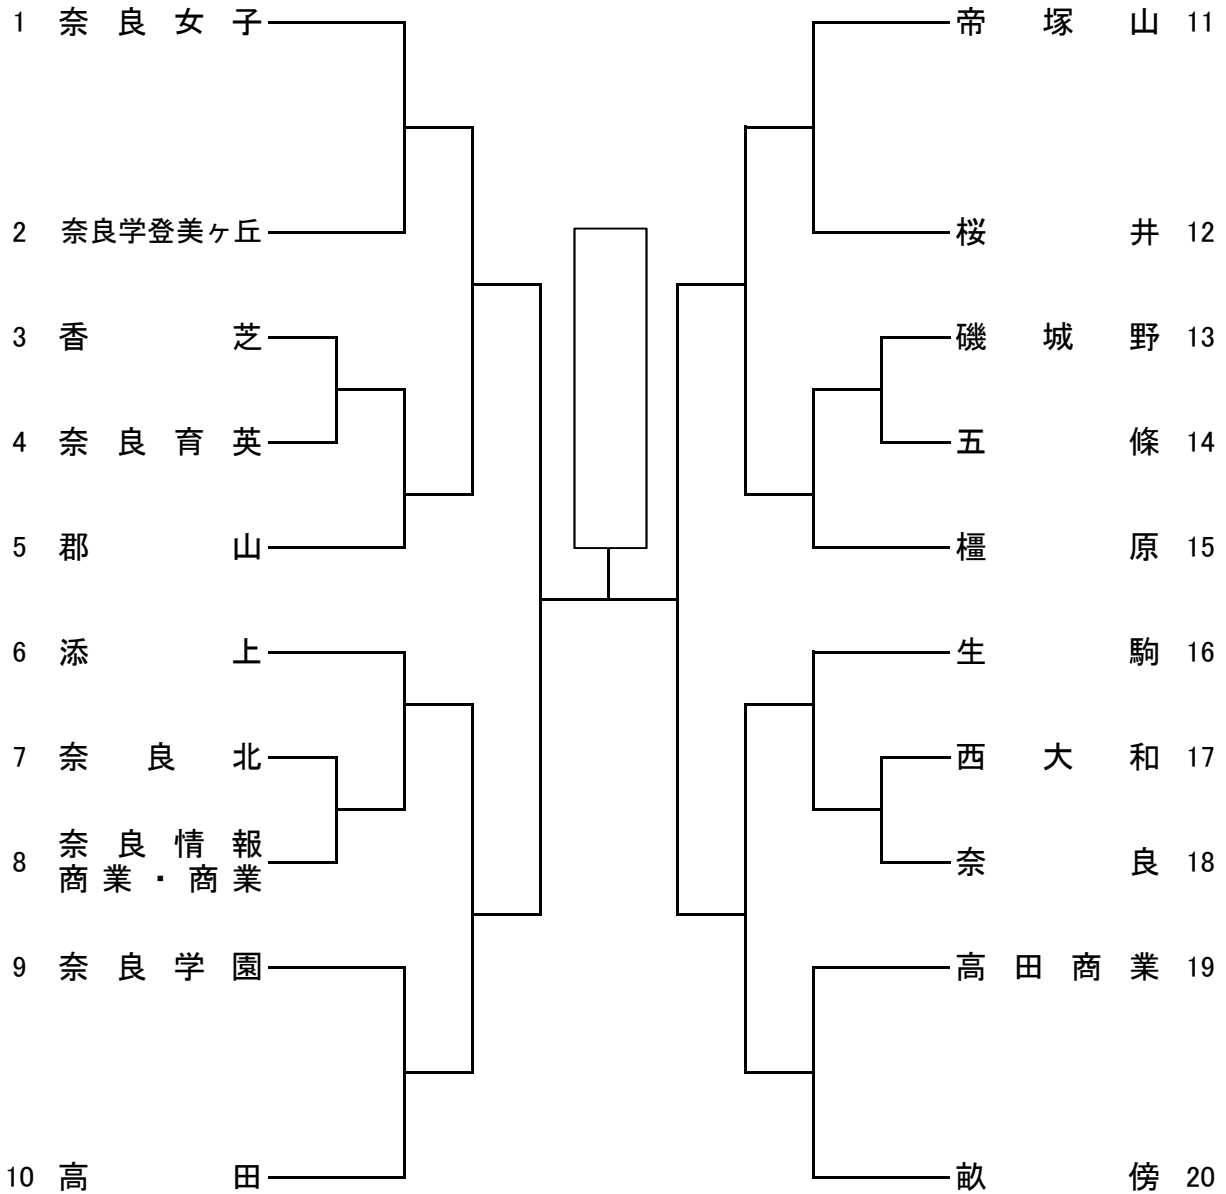 1 奈良女子
2 奈良学登美ヶ丘
3 香芝
4 奈良育英
5 郡山
6 添上
7 奈良北
8 奈良情報
商業・商業
9 奈良学園
10 高田
帝塚山 11
桜井 12
磯城野 13
五條 14
橿原 15
生駒 16
西大和 17
奈良 18
高田商業 19
畝傍 20